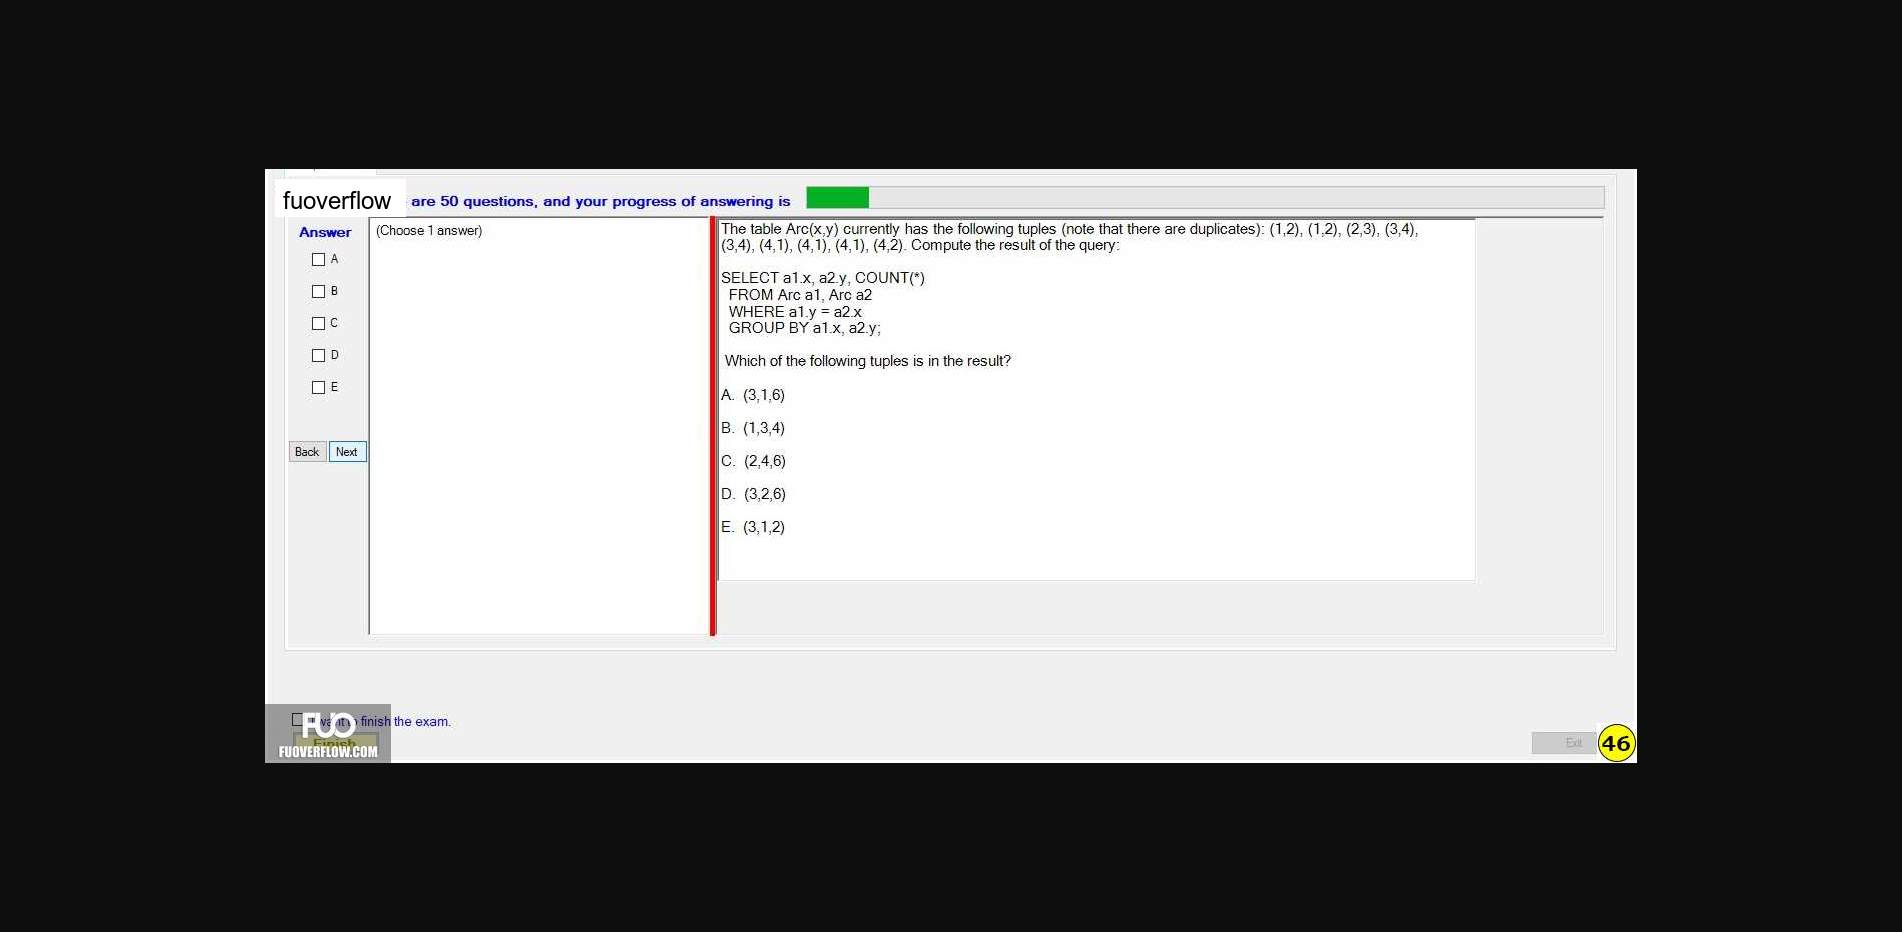 fuoverflow are 50 questions, and your progress of answering is
Answer
(Choose 1 answer)
A
B
C
D
E
Back Next
The table Arc(x,y) currently has the following tuples (note that there are duplicates): (1,2), (1,2), (2,3), (3,4),
(3,4), (4,1), (4,1), (4,1), (4,2). Compute the result of the query:
SELECT a1.x, a2.y, COUNT(*)
FROM Arc a1, Arc a2
WHERE a1.y = a2.x
GROUP BY a1.x, a2.y;
Which of the following tuples is in the result?
A. (3,1,6)
B. (1,3,4)
C. (2,4,6)
D. (3,2,6)
E. (3,1,2)
I want to finish the exam.
FUO
Finish
FUOVERFLOW.COM
Exit
46